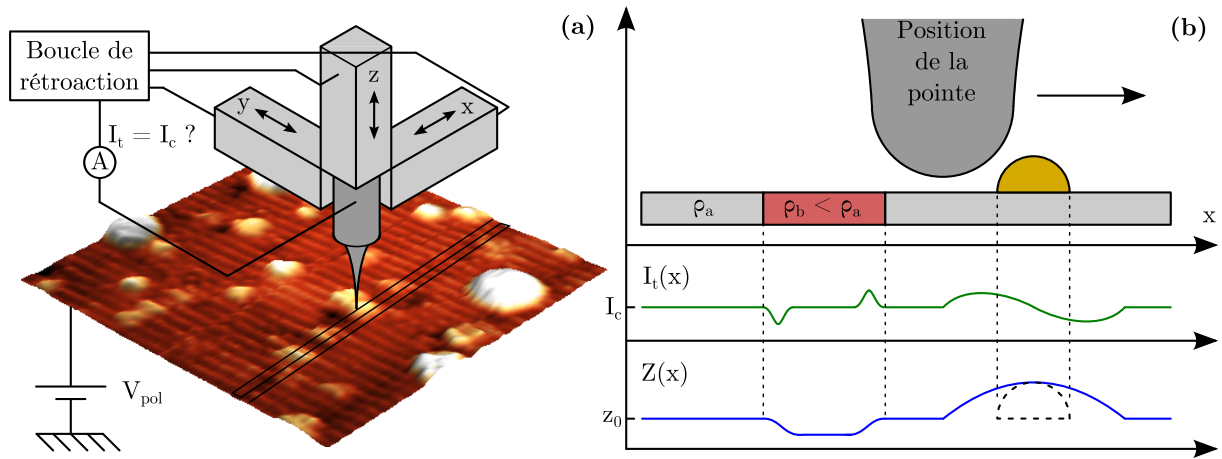 (a)
Boucle de
rétroaction
I_t = I_c ?
A
y
z
x
V_pol
(b)
Position
de la
pointe
ρ_a
ρ_b < ρ_a
x
I_t(x)
I_c
Z(x)
z_0